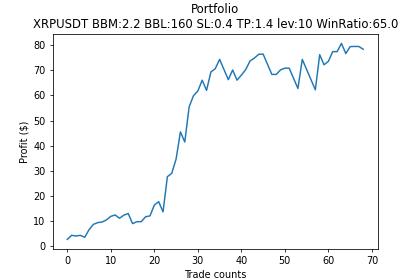 Portfolio
XRPUSDT BBM:2.2 BBL:160 SL:0.4 TP:1.4 lev:10 WinRatio:65.0
80
70
60
50
40
30
20
10
0
Profit ($)
0 10 20 30 40 50 60 70
Trade counts